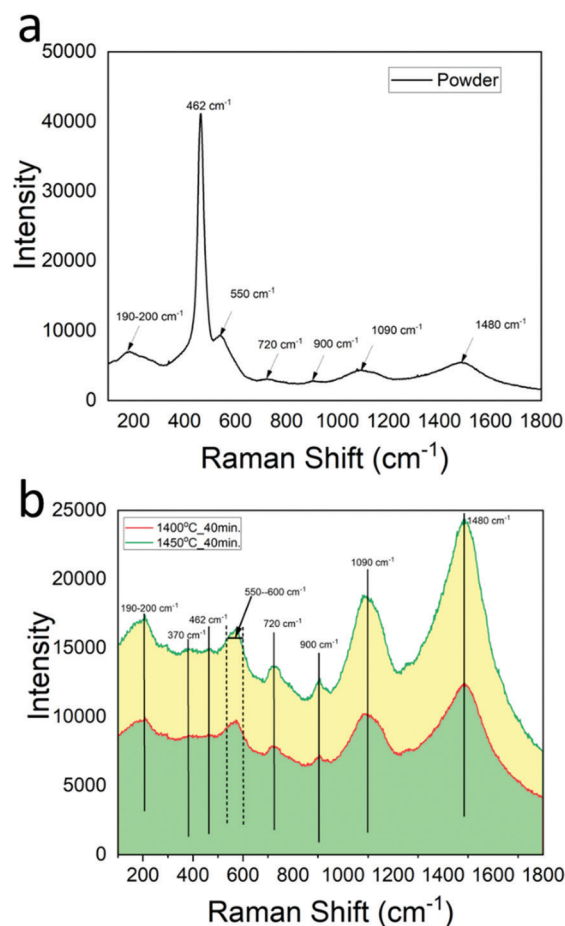 a
50000
40000
30000
20000
10000
0
Intensity
Powder
462 cm⁻¹
190-200 cm⁻¹
550 cm⁻¹
720 cm⁻¹
900 cm⁻¹
1090 cm⁻¹
1480 cm⁻¹
200 400 600 800 1000 1200 1400 1600 1800
Raman Shift (cm⁻¹)
b
25000
20000
15000
10000
5000
0
Intensity
1400°C_40min.
1450°C_40min.
190-200 cm⁻¹
370 cm⁻¹
462 cm⁻¹
550--600 cm⁻¹
720 cm⁻¹
900 cm⁻¹
1090 cm⁻¹
1480 cm⁻¹
200 400 600 800 1000 1200 1400 1600 1800
Raman Shift (cm⁻¹)